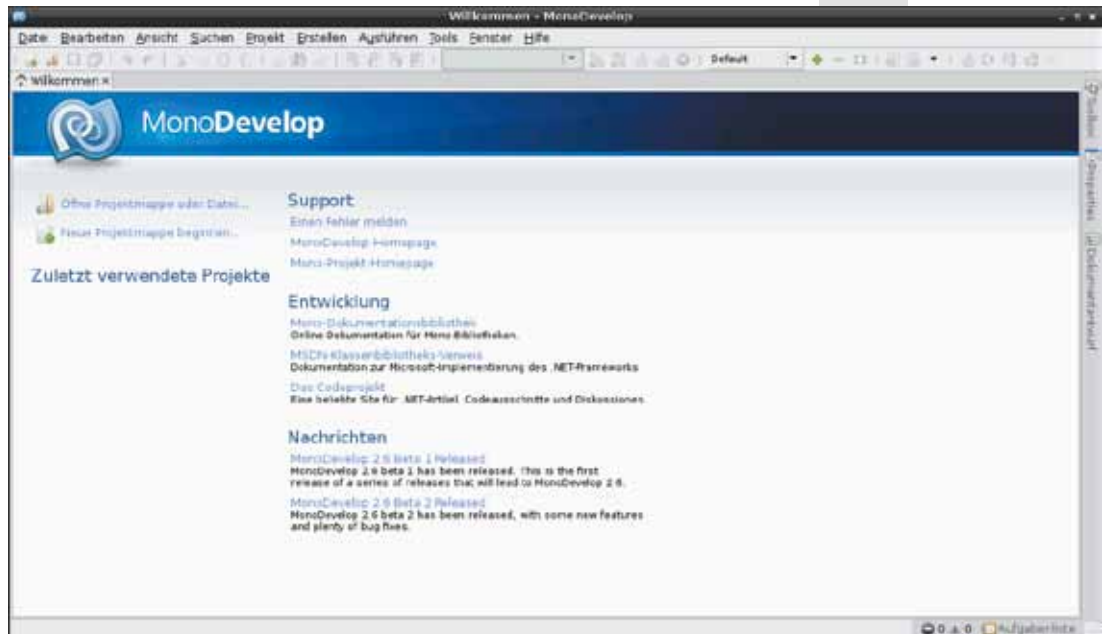 Willkommen - MonoDevelop
Datei Bearbeiten Ansicht Suchen Projekt Erstellen Ausführen Tools Fenster Hilfe
Default
Willkommen ×
MonoDevelop
Öffne Projektmappe oder Datei...
Neue Projektmappe beginnen...
Zuletzt verwendete Projekte
Support
Einen Fehler melden
MonoDevelop Homepage
Mono-Projekt-Homepage
Entwicklung
Mono-Dokumentationsbibliothek
Online Dokumentation für Mono Bibliotheken.
MSDN-Klassenbibliotheks-Verweis
Dokumentation zur Microsoft-Implementierung des .NET-Frameworks
Das Codeprojekt
Eine beliebte Site für .NET-Artikel. Codeausschnitte und Diskussionen.
Nachrichten
MonoDevelop 2.6 Beta 1 Released
MonoDevelop 2.6 beta 1 has been released. This is the first
release of a series of releases that will lead to MonoDevelop 2.6.
MonoDevelop 2.6 Beta 2 Released
MonoDevelop 2.6 beta 2 has been released, with some new features
and plenty of bug fixes.
Toolbox
Properties
Dokumentantwurf
0 0 Aufgabenliste